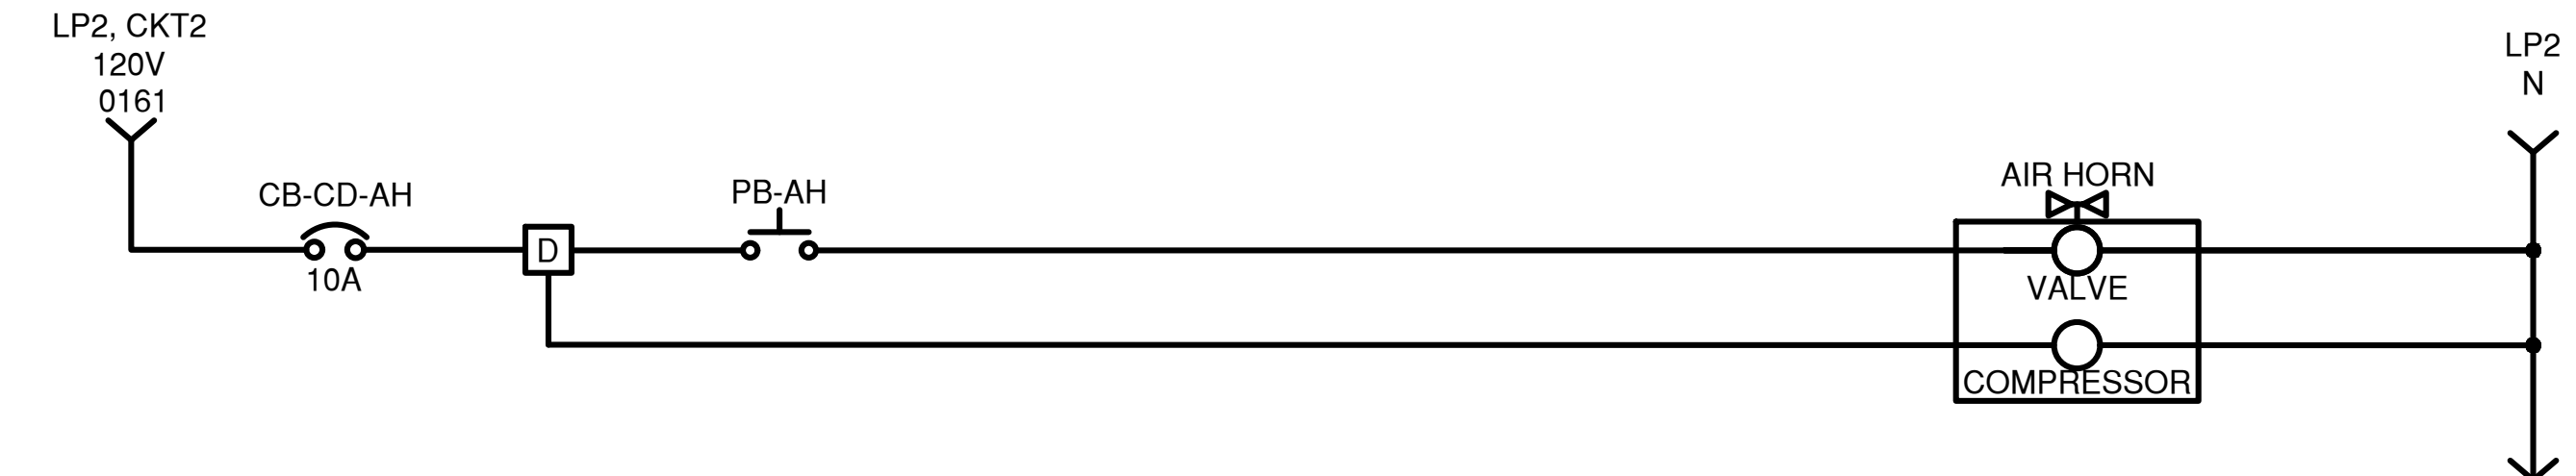 LP2, CKT2
120V
0161
LP2
N
CB-CD-AH
10A
D
PB-AH
AIR HORN
VALVE
COMPRESSOR